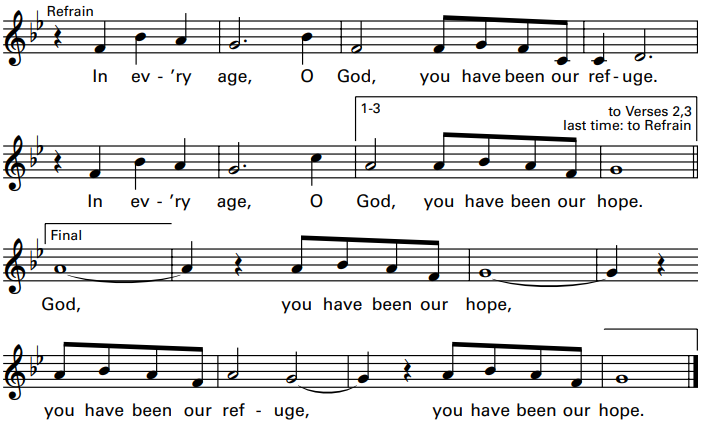 Refrain
In ev - 'ry age, O God, you have been our ref - uge.
1-3
to Verses 2,3
last time: to Refrain
In ev - 'ry age, O God, you have been our hope.
Final
God, you have been our hope,
you have been our ref - uge, you have been our hope.